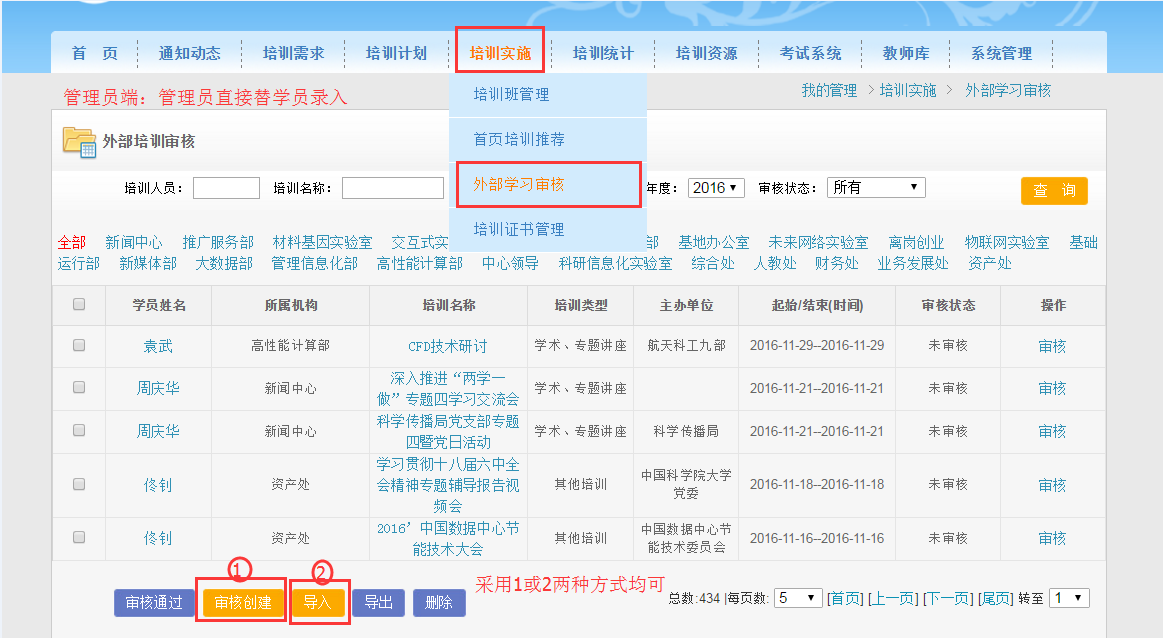 首 页 通知动态 培训需求 培训计划 培训实施 培训统计 培训资源 考试系统 教师库 系统管理
管理员端：管理员直接替学员录入
培训班管理
首页培训推荐
外部学习审核
培训证书管理
我的管理 > 培训实施 > 外部学习审核
外部培训审核
培训人员： 培训名称： 年度： 2016 审核状态： 所有 查 询
全部 新闻中心 推广服务部 材料基因实验室 交互式实 部 基地办公室 未来网络实验室 离岗创业 物联网实验室 基础
运行部 新媒体部 大数据部 管理信息化部 高性能计算部 中心领导 科研信息化实验室 综合处 人教处 财务处 业务发展处 资产处
学员姓名 所属机构 培训名称 培训类型 主办单位 起始/结束(时间) 审核状态 操作
袁武 高性能计算部 CFD技术研讨 学术、专题讲座 航天科工九部 2016-11-29--2016-11-29 未审核 审核
周庆华 新闻中心 深入推进“两学一
做”专题四学习交流会 学术、专题讲座 2016-11-21--2016-11-21 未审核 审核
周庆华 新闻中心 科学传播局党支部专题
四暨党日活动 学术、专题讲座 科学传播局 2016-11-21--2016-11-21 未审核 审核
佟钊 资产处 学习贯彻十八届六中全
会精神专题辅导报告视
频会 其他培训 中国科学院大学
党委 2016-11-18--2016-11-18 未审核 审核
佟钊 资产处 2016’中国数据中心节
能技术大会 其他培训 中国数据中心节
能技术委员会 2016-11-16--2016-11-16 未审核 审核
1 2
审核通过 审核创建 导入 导出 删除
采用1或2两种方式均可
总数:434 |每页数: 5 [首页] [上一页] [下一页] [尾页] 转至 1